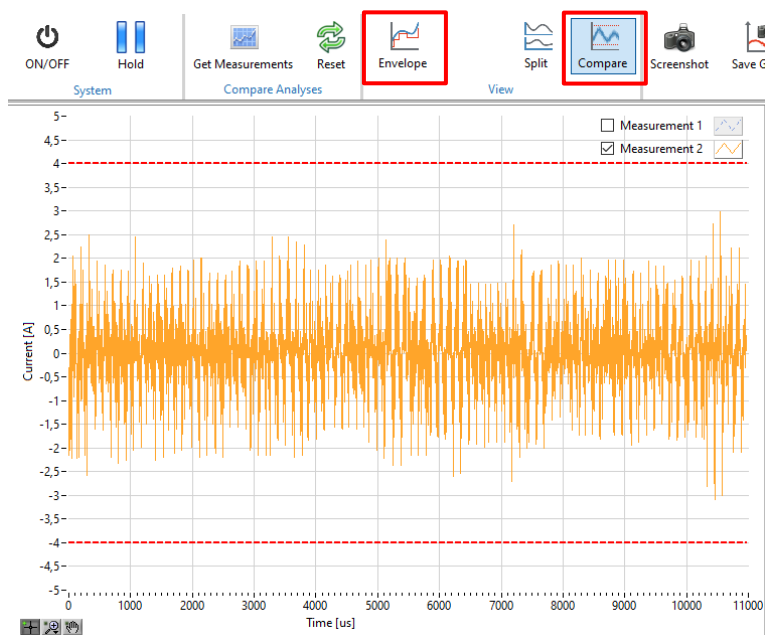 ON/OFF
Hold
Get Measurements
Reset
Envelope
Split
Compare
Screenshot
Save G
System
Compare Analyses
View
Measurement 1
Measurement 2
5
4,5
4
3,5
3
2,5
2
1,5
1
0,5
0
-0,5
-1
-1,5
-2
-2,5
-3
-3,5
-4
-4,5
-5
Current [A]
0 1000 2000 3000 4000 5000 6000 7000 8000 9000 10000 11000
Time [us]